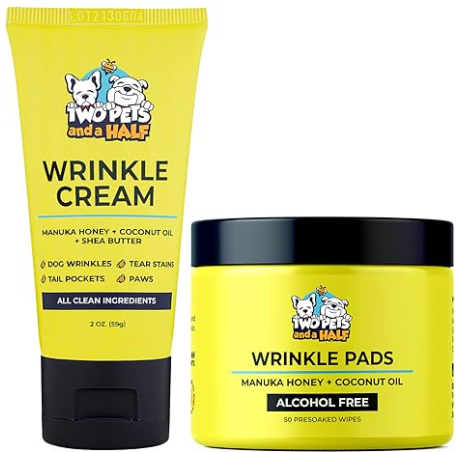 LOTZ130604
TWO PETS
and a HALF
WRINKLE
CREAM
MANUKA HONEY + COCONUT OIL
+ SHEA BUTTER
DOG WRINKLES TEAR STAINS
TAIL POCKETS PAWS
ALL CLEAN INGREDIENTS
2 OZ. (59g)
TWO PETS
and a HALF
WRINKLE PADS
MANUKA HONEY + COCONUT OIL
ALCOHOL FREE
50 PRESOAKED WIPES